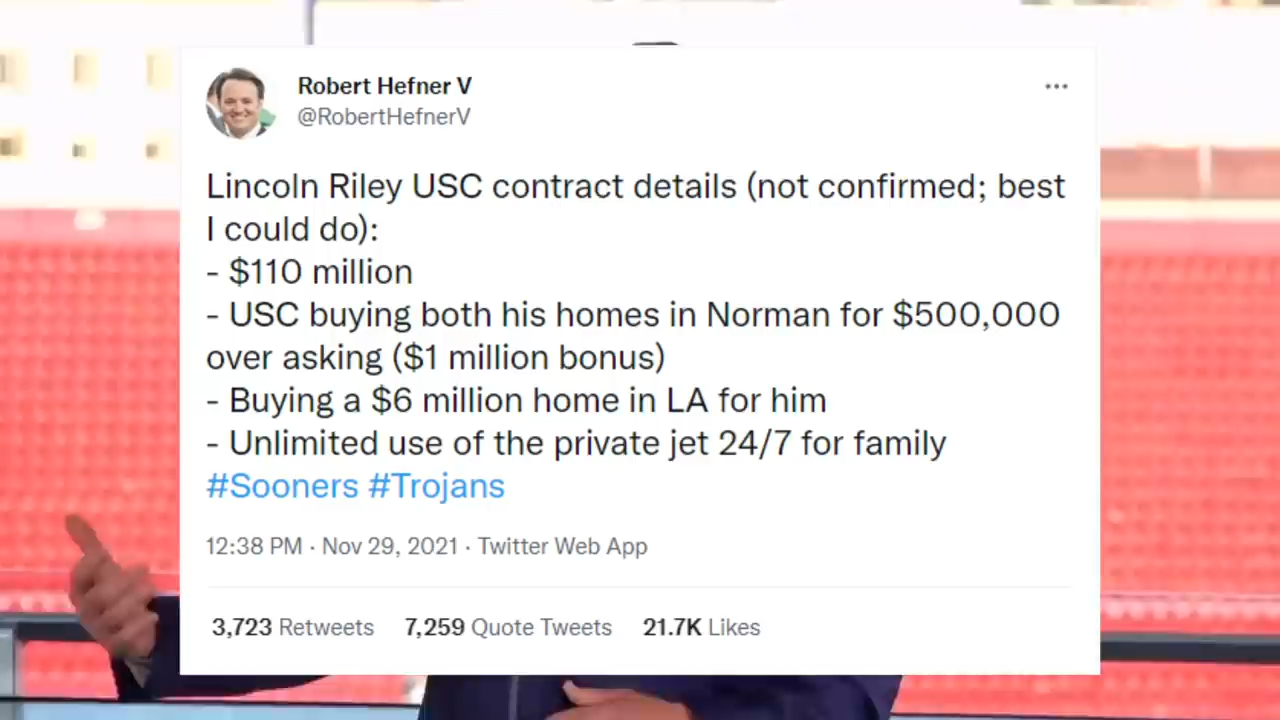 Robert Hefner V
@RobertHefnerV
Lincoln Riley USC contract details (not confirmed; best
I could do):
- $110 million
- USC buying both his homes in Norman for $500,000
over asking ($1 million bonus)
- Buying a $6 million home in LA for him
- Unlimited use of the private jet 24/7 for family
#Sooners #Trojans
12:38 PM · Nov 29, 2021 · Twitter Web App
3,723 Retweets 7,259 Quote Tweets 21.7K Likes